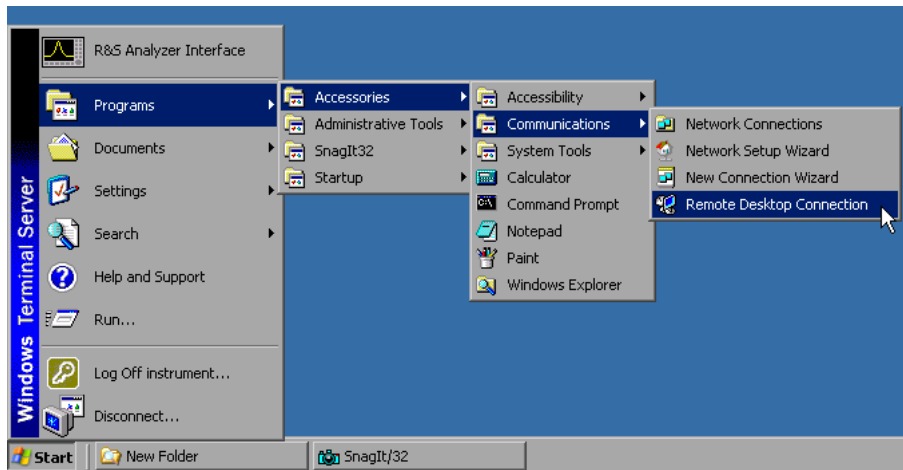 R&S Analyzer Interface
Programs
Documents
Settings
Search
Help and Support
Run...
Log Off instrument...
Disconnect...
Windows Terminal Server
Accessories
Administrative Tools
SnagIt32
Startup
Accessibility
Communications
System Tools
Calculator
Command Prompt
Notepad
Paint
Windows Explorer
Network Connections
Network Setup Wizard
New Connection Wizard
Remote Desktop Connection
Start
New Folder
SnagIt/32